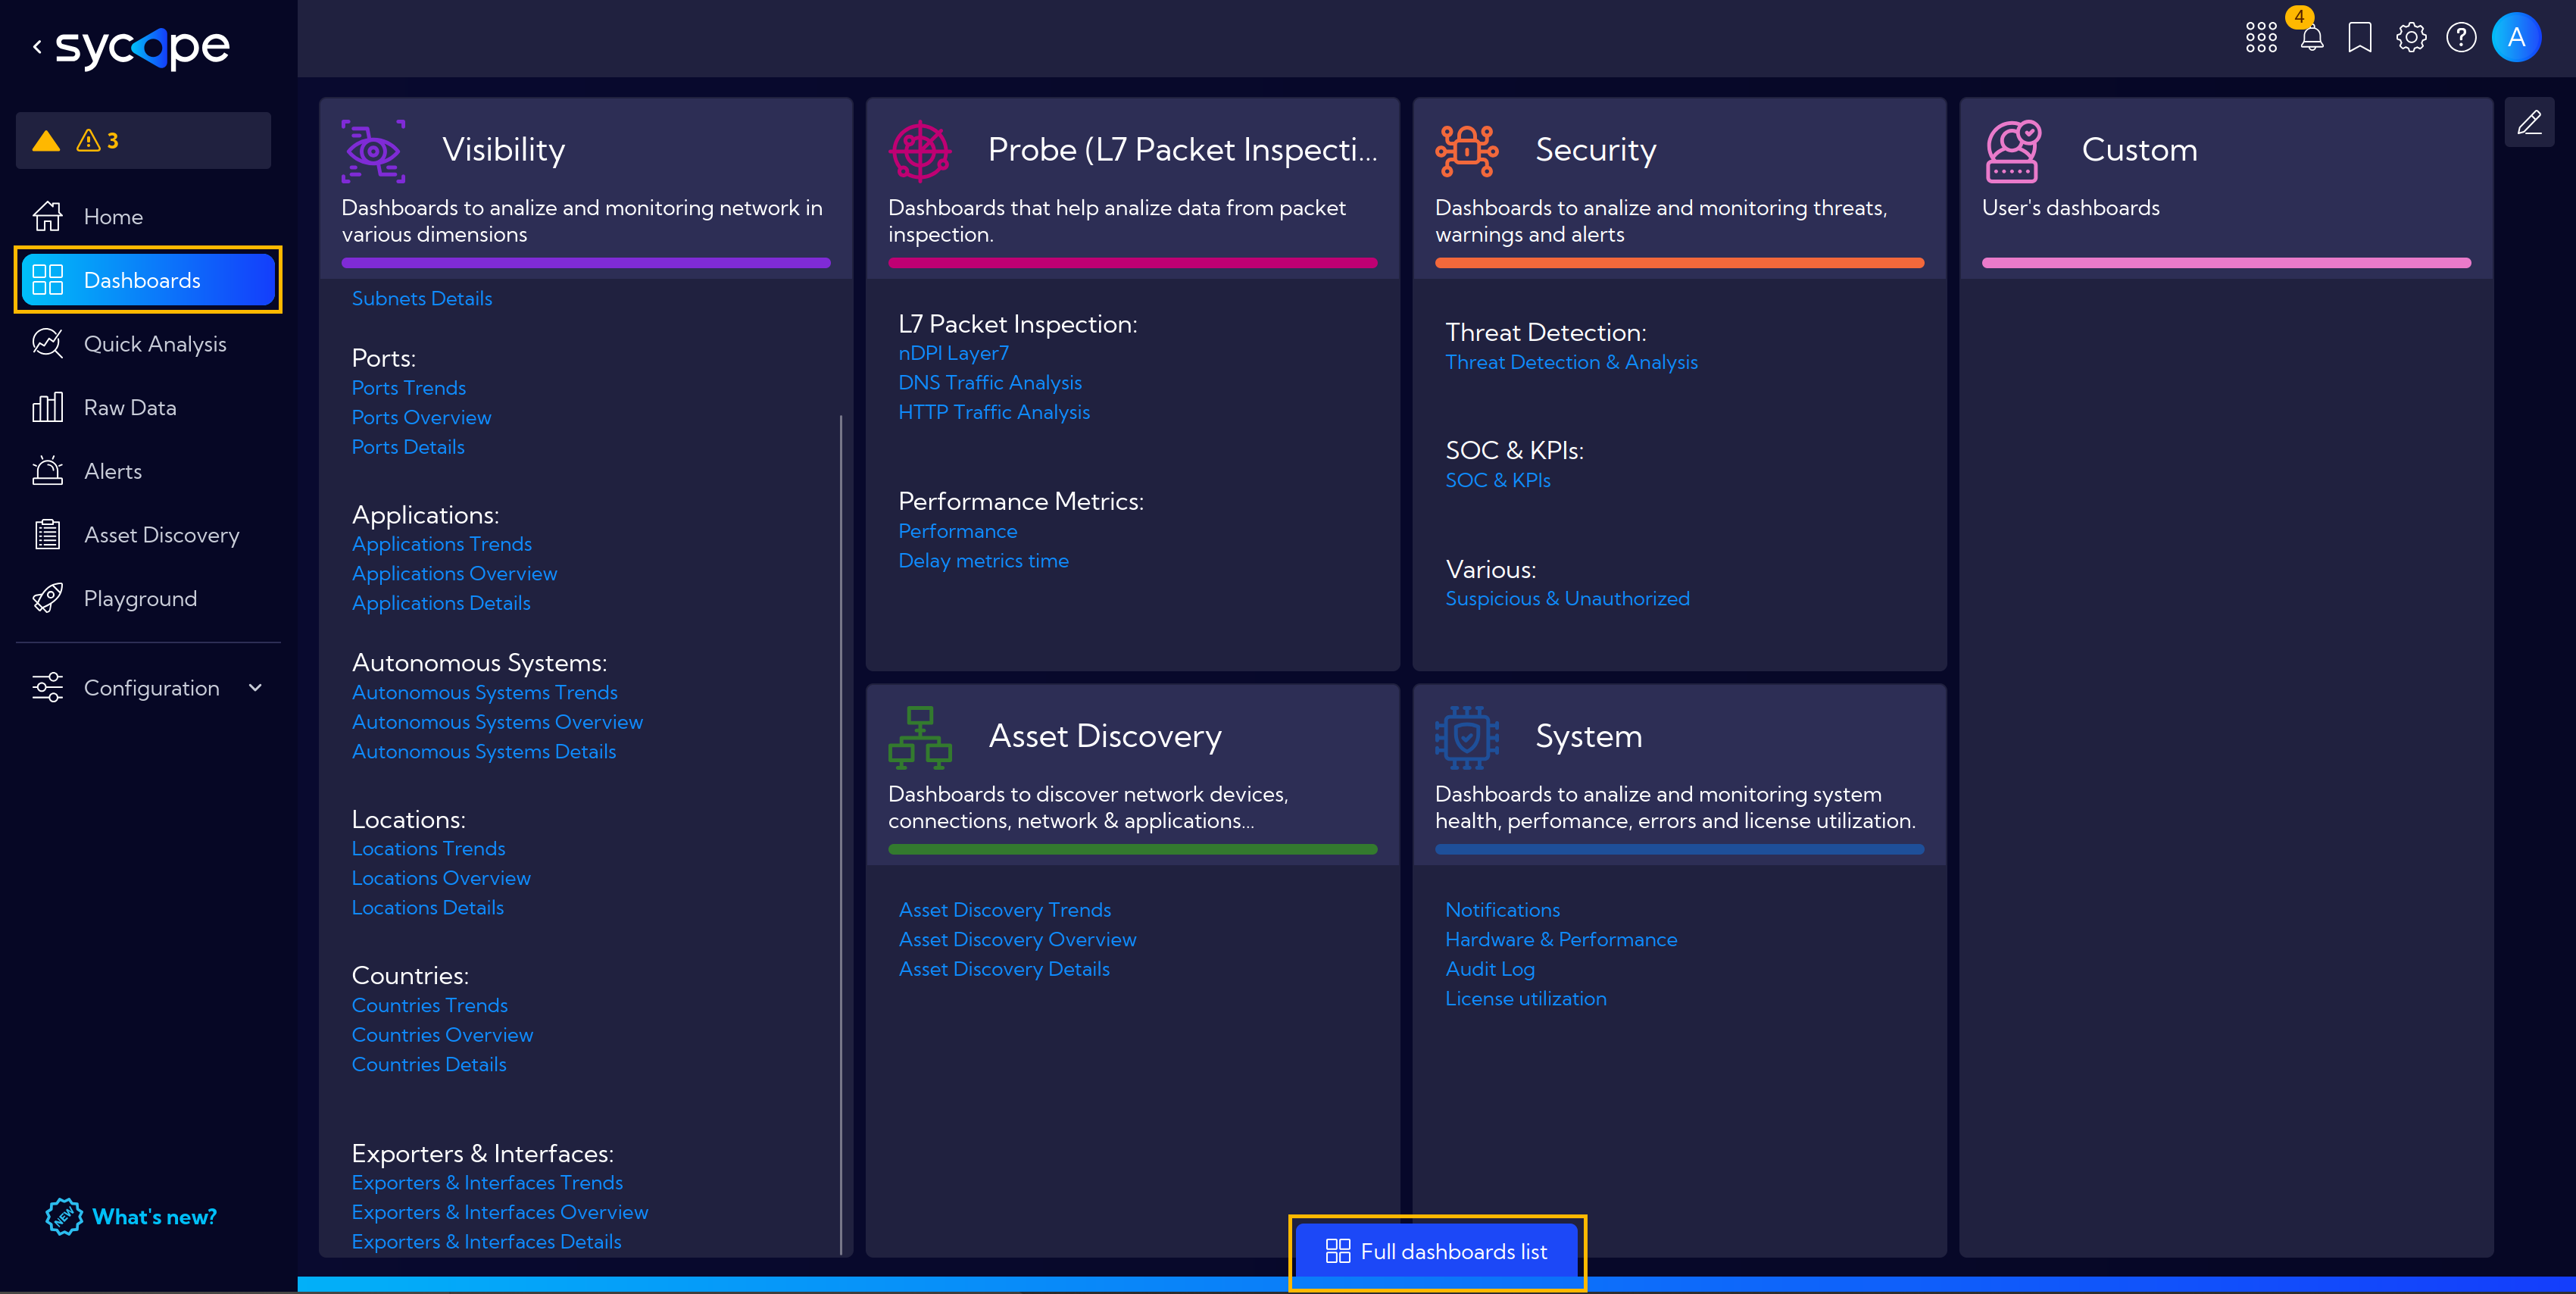 sycope
3
Home
Dashboards
Quick Analysis
Raw Data
Alerts
Asset Discovery
Playground
Configuration
NEW
What's new?
4
?
A
Visibility
Dashboards to analize and monitoring network in
various dimensions
Subnets Details
Ports:
Ports Trends
Ports Overview
Ports Details
Applications:
Applications Trends
Applications Overview
Applications Details
Autonomous Systems:
Autonomous Systems Trends
Autonomous Systems Overview
Autonomous Systems Details
Locations:
Locations Trends
Locations Overview
Locations Details
Countries:
Countries Trends
Countries Overview
Countries Details
Exporters & Interfaces:
Exporters & Interfaces Trends
Exporters & Interfaces Overview
Exporters & Interfaces Details
Probe (L7 Packet Inspecti...
Dashboards that help analize data from packet
inspection.
L7 Packet Inspection:
nDPI Layer7
DNS Traffic Analysis
HTTP Traffic Analysis
Performance Metrics:
Performance
Delay metrics time
Security
Dashboards to analize and monitoring threats,
warnings and alerts
Threat Detection:
Threat Detection & Analysis
SOC & KPIs:
SOC & KPIs
Various:
Suspicious & Unauthorized
Custom
User's dashboards
Asset Discovery
Dashboards to discover network devices,
connections, network & applications...
Asset Discovery Trends
Asset Discovery Overview
Asset Discovery Details
System
Dashboards to analize and monitoring system
health, perfomance, errors and license utilization.
Notifications
Hardware & Performance
Audit Log
License utilization
Full dashboards list